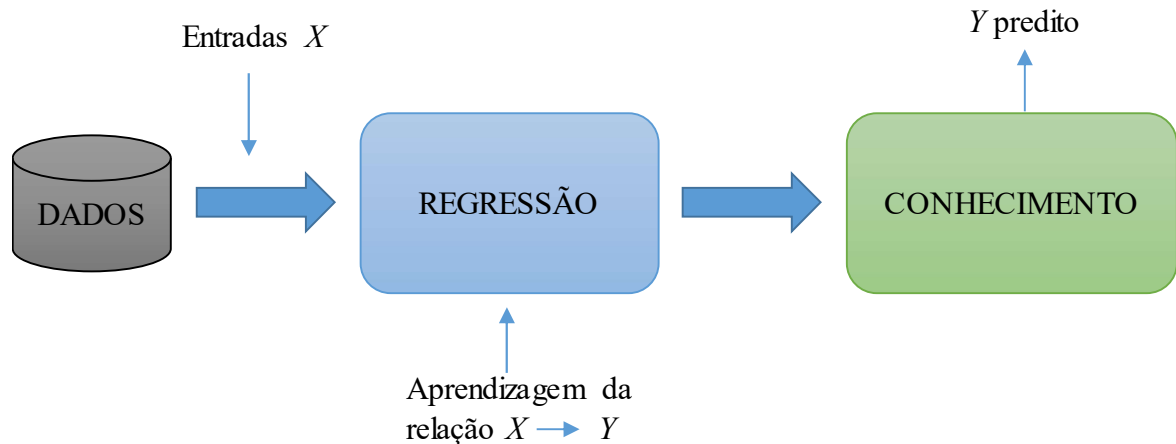 Entradas X
Y predito
DADOS
REGRESSÃO
CONHECIMENTO
Aprendizagem da
relação X → Y